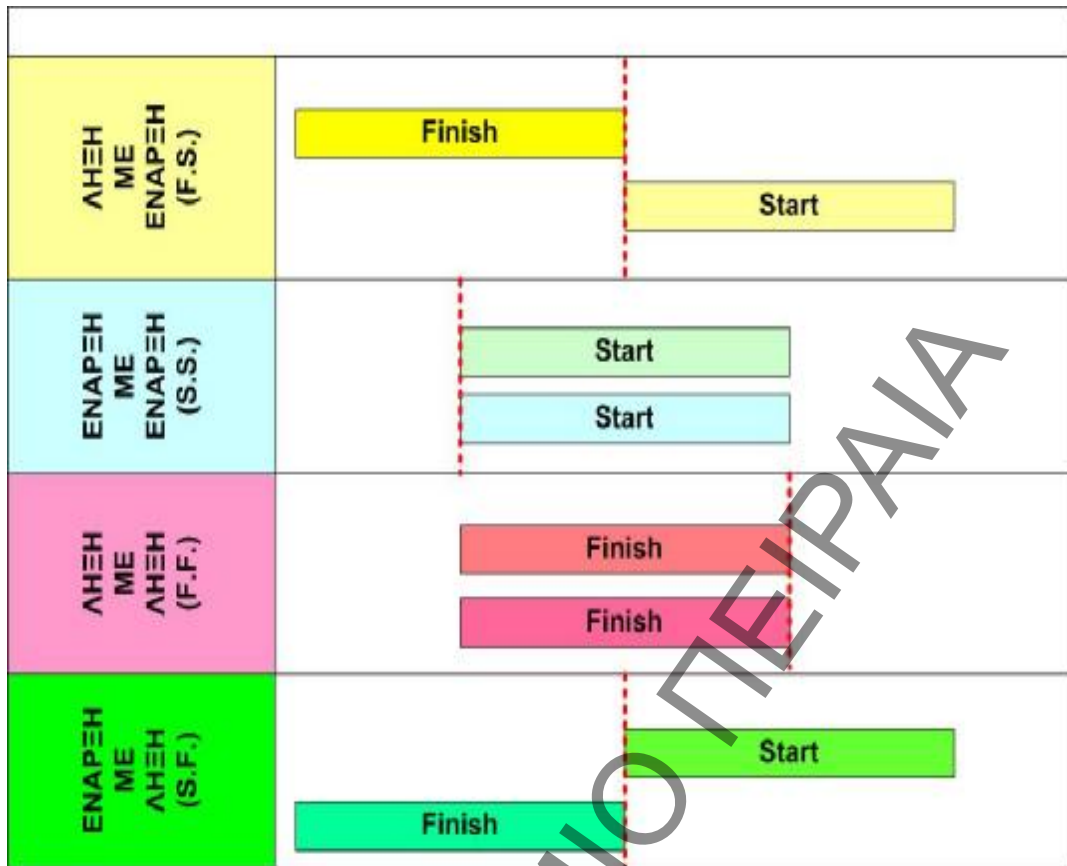 ΛΗΞΗ
ΜΕ
ΕΝΑΡΞΗ
(F.S.)
Finish
Start
ΕΝΑΡΞΗ
ΜΕ
ΕΝΑΡΞΗ
(S.S.)
Start
Start
ΛΗΞΗ
ΜΕ
ΛΗΞΗ
(F.F.)
Finish
Finish
ΕΝΑΡΞΗ
ΜΕ
ΛΗΞΗ
(S.F.)
Start
Finish
ΠΕΙΡΑΙΑ